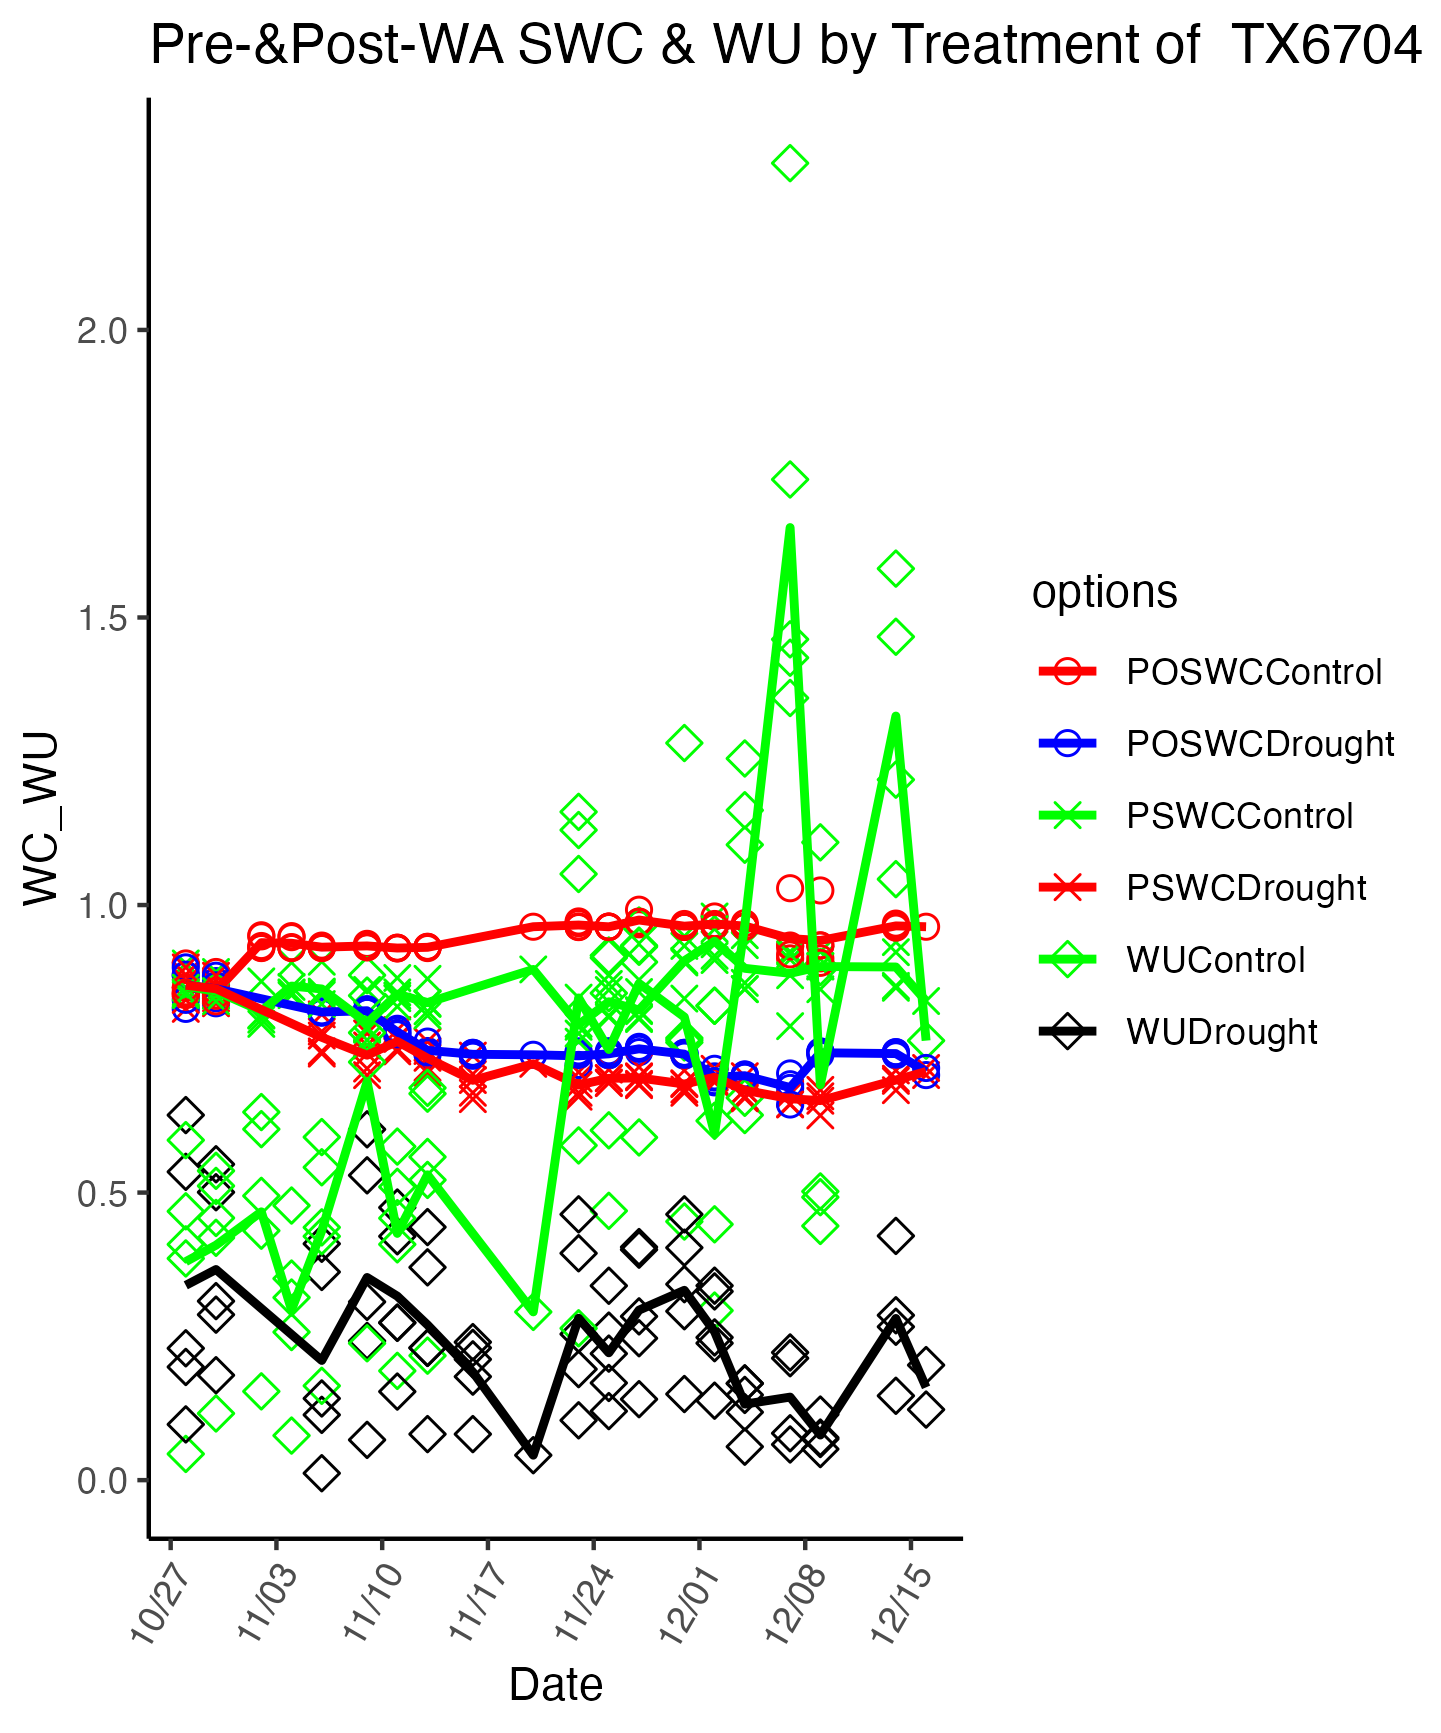 Pre-&Post-WA SWC & WU by Treatment of  TX6704
WC_WU
2.0
1.5
1.0
0.5
0.0
10/27
11/03
11/10
11/17
11/24
12/01
12/08
12/15
Date
options
POSWCControl
POSWCDrought
PSWCControl
PSWCDrought
WUControl
WUDrought